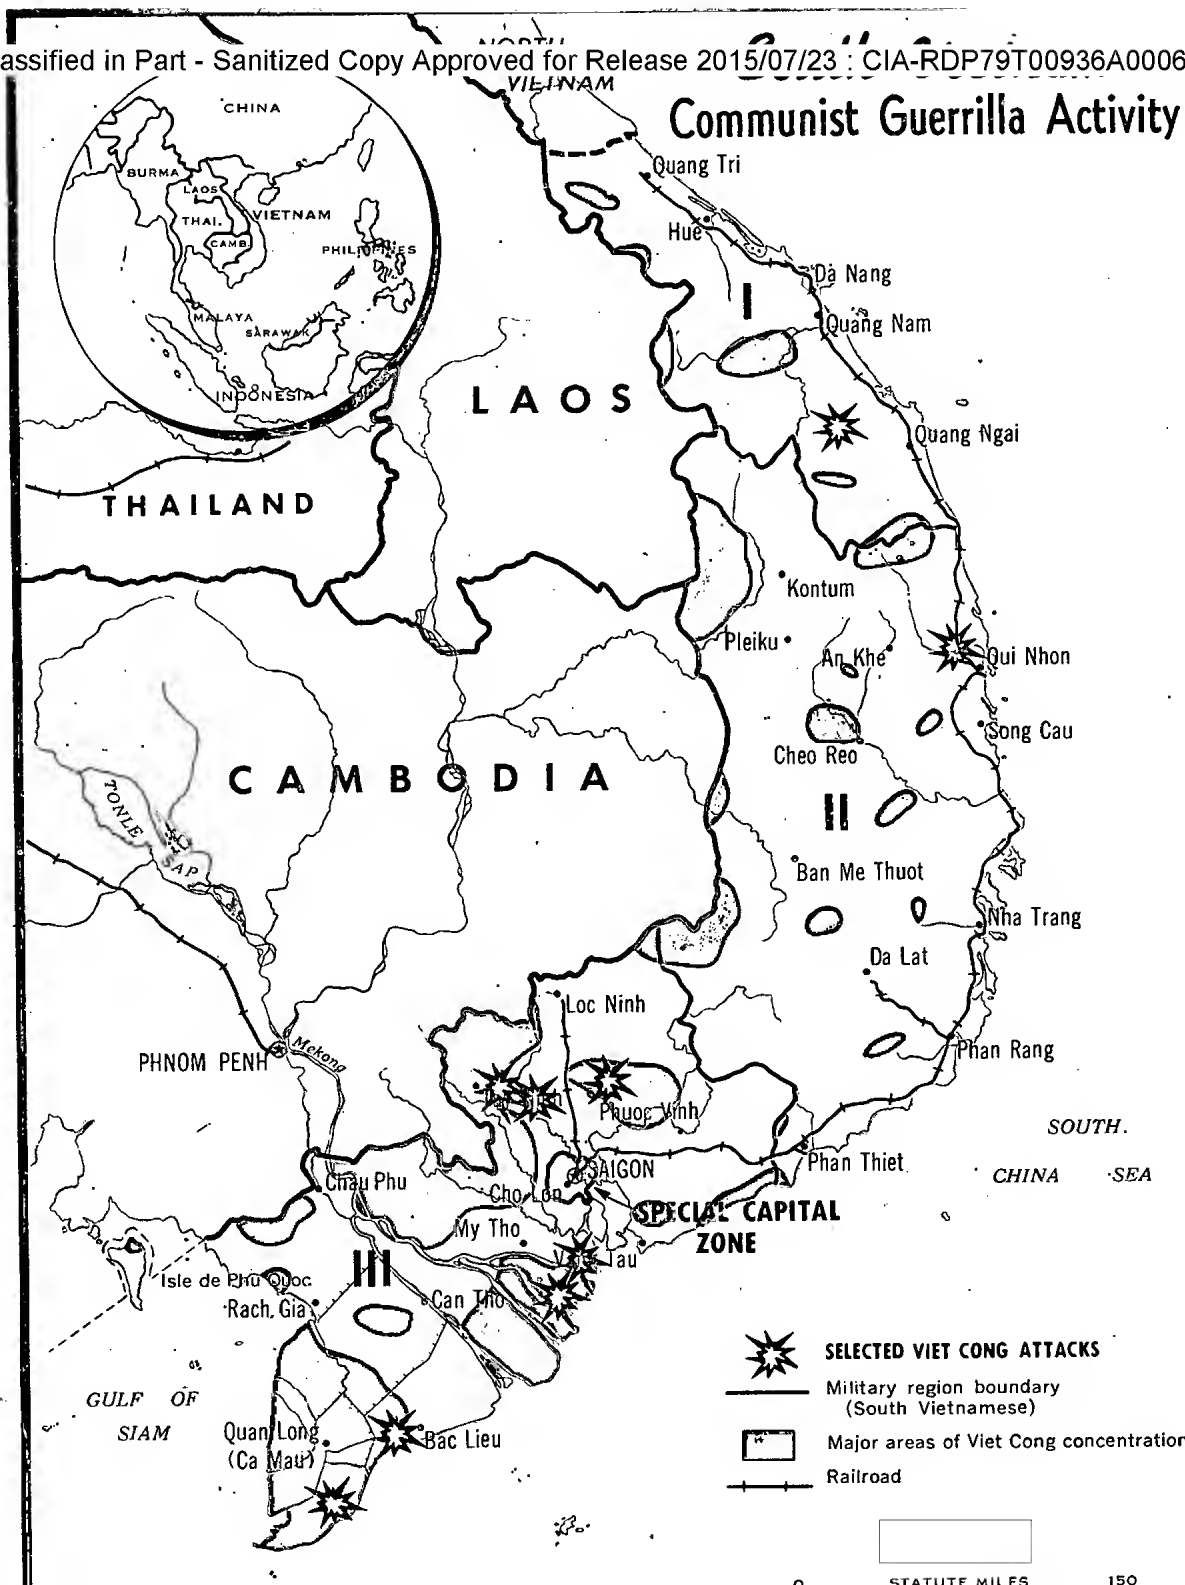 NORTH
assified in Part - Sanitized Copy Approved for Release 2015/07/23 : CIA-RDP79T00936A0006
VIETNAM
Communist Guerrilla Activity
CHINA
BURMA
LAOS
THAI.
VIETNAM
CAMB.
PHILIPPINES
MALAYA
SARAWAK
INDONESIA
Quang Tri
Hue
Da Nang
I
Quang Nam
LAOS
Quang Ngai
THAILAND
Kontum
Pleiku
An Khe
Qui Nhon
Song Cau
Cheo Reo
CAMBODIA
TONLE
SAP
II
Ban Me Thuot
Nha Trang
Da Lat
Loc Ninh
PHNOM PENH
Mekong
Phan Rang
Phuoc Vinh
SOUTH
CHINA SEA
Phan Thiet
SAIGON
Chau Phu
Cho Lon
SPECIAL CAPITAL
ZONE
My Tho
Vung Tau
III
Isle de Phu Quoc
Rach Gia
Can Tho
GULF OF
SIAM
Quan Long
(Ca Mau)
Bac Lieu
SELECTED VIET CONG ATTACKS
Military region boundary
(South Vietnamese)
Major areas of Viet Cong concentration
Railroad
0 STATUTE MILES 150